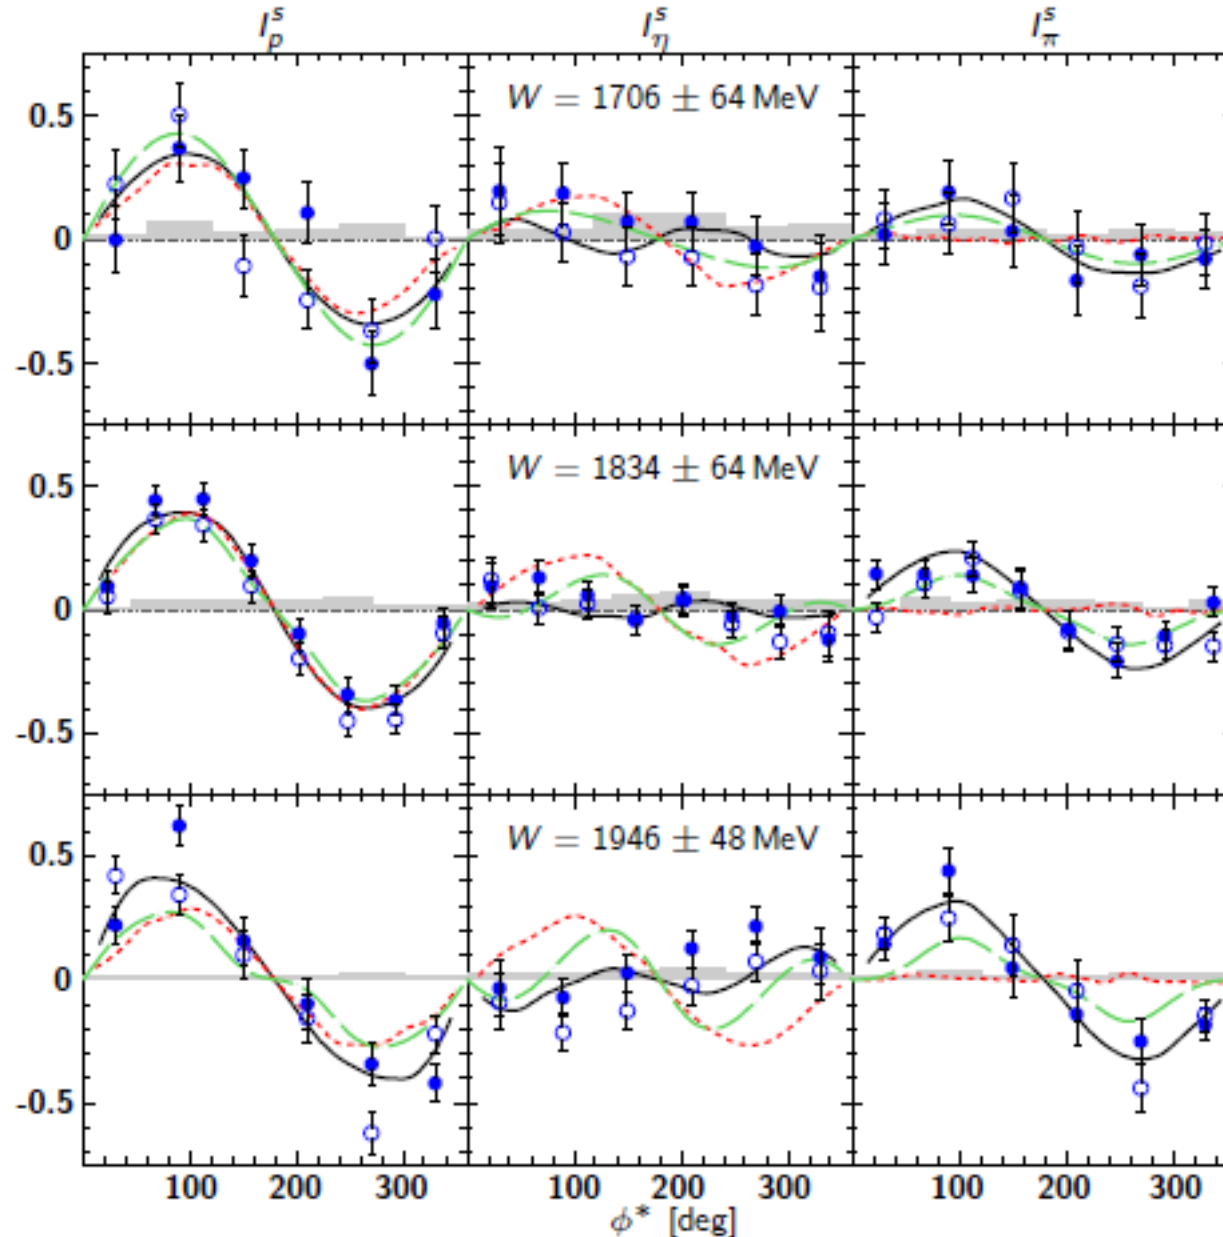 I_p^s I_η^s I_π^s
W = 1706 ± 64 MeV
0.5
0
-0.5
W = 1834 ± 64 MeV
0.5
0
-0.5
W = 1946 ± 48 MeV
0.5
0
-0.5
100 200 300 100 200 300 100 200 300
ϕ* [deg]